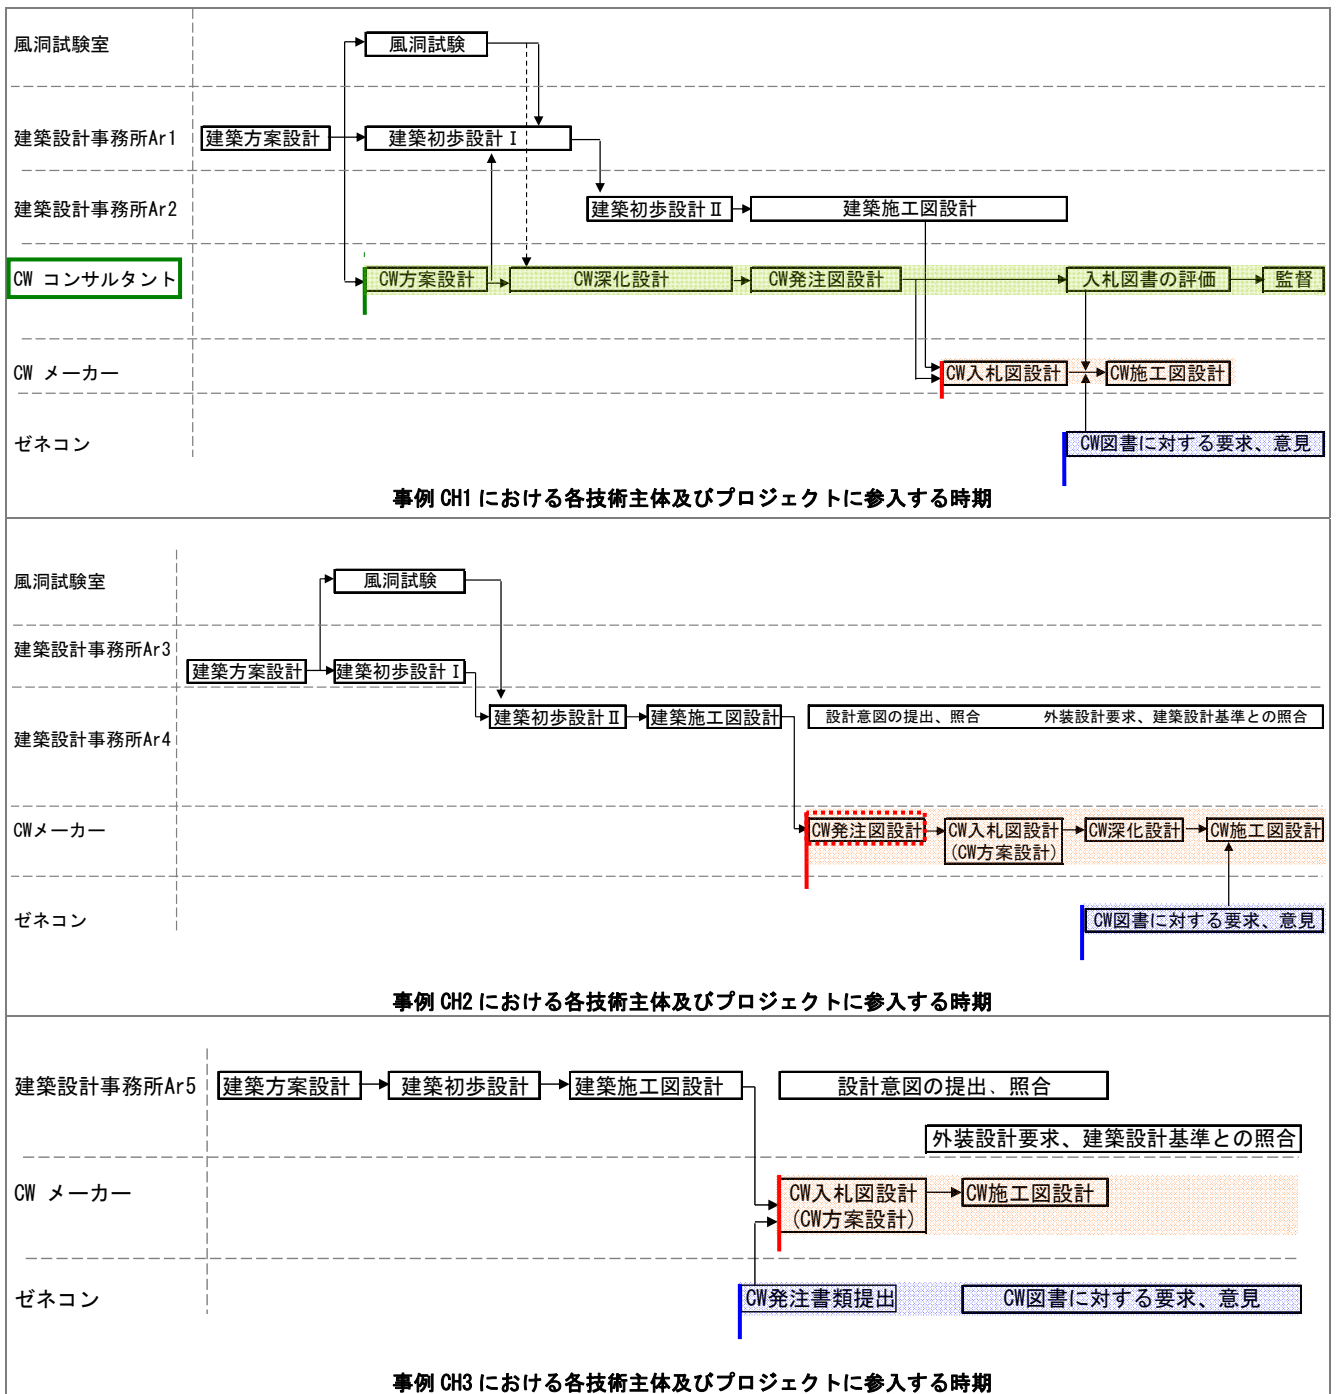 風洞試験室
風洞試験
建築設計事務所Ar1
建築方案設計
建築初歩設計Ⅰ
建築設計事務所Ar2
建築初歩設計Ⅱ
建築施工図設計
CW コンサルタント
CW方案設計
CW深化設計
CW発注図設計
入札図書の評価
監督
CW メーカー
CW入札図設計
CW施工図設計
ゼネコン
CW図書に対する要求、意見
事例 CH1 における各技術主体及びプロジェクトに参入する時期
風洞試験室
風洞試験
建築設計事務所Ar3
建築方案設計
建築初歩設計Ⅰ
建築設計事務所Ar4
建築初歩設計Ⅱ
建築施工図設計
設計意図の提出、照合 外装設計要求、建築設計基準との照合
CWメーカー
CW発注図設計
CW入札図設計
(CW方案設計)
CW深化設計
CW施工図設計
ゼネコン
CW図書に対する要求、意見
事例 CH2 における各技術主体及びプロジェクトに参入する時期
建築設計事務所Ar5
建築方案設計
建築初歩設計
建築施工図設計
設計意図の提出、照合
外装設計要求、建築設計基準との照合
CW メーカー
CW入札図設計
(CW方案設計)
CW施工図設計
ゼネコン
CW発注書類提出
CW図書に対する要求、意見
事例 CH3 における各技術主体及びプロジェクトに参入する時期